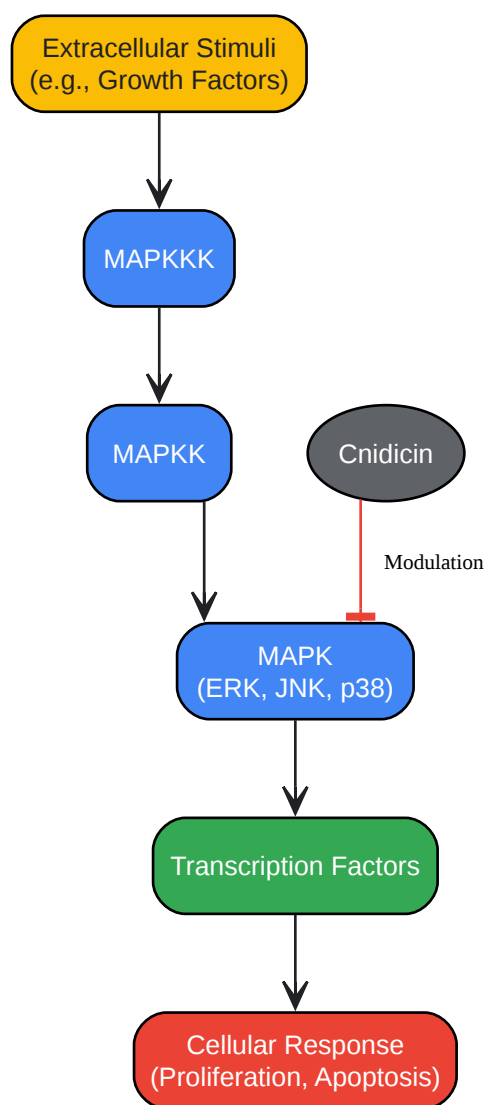 Extracellular Stimuli
(e.g., Growth Factors)
MAPKKK
MAPKK
Cnidicin
Modulation
MAPK
(ERK, JNK, p38)
Transcription Factors
Cellular Response
(Proliferation, Apoptosis)